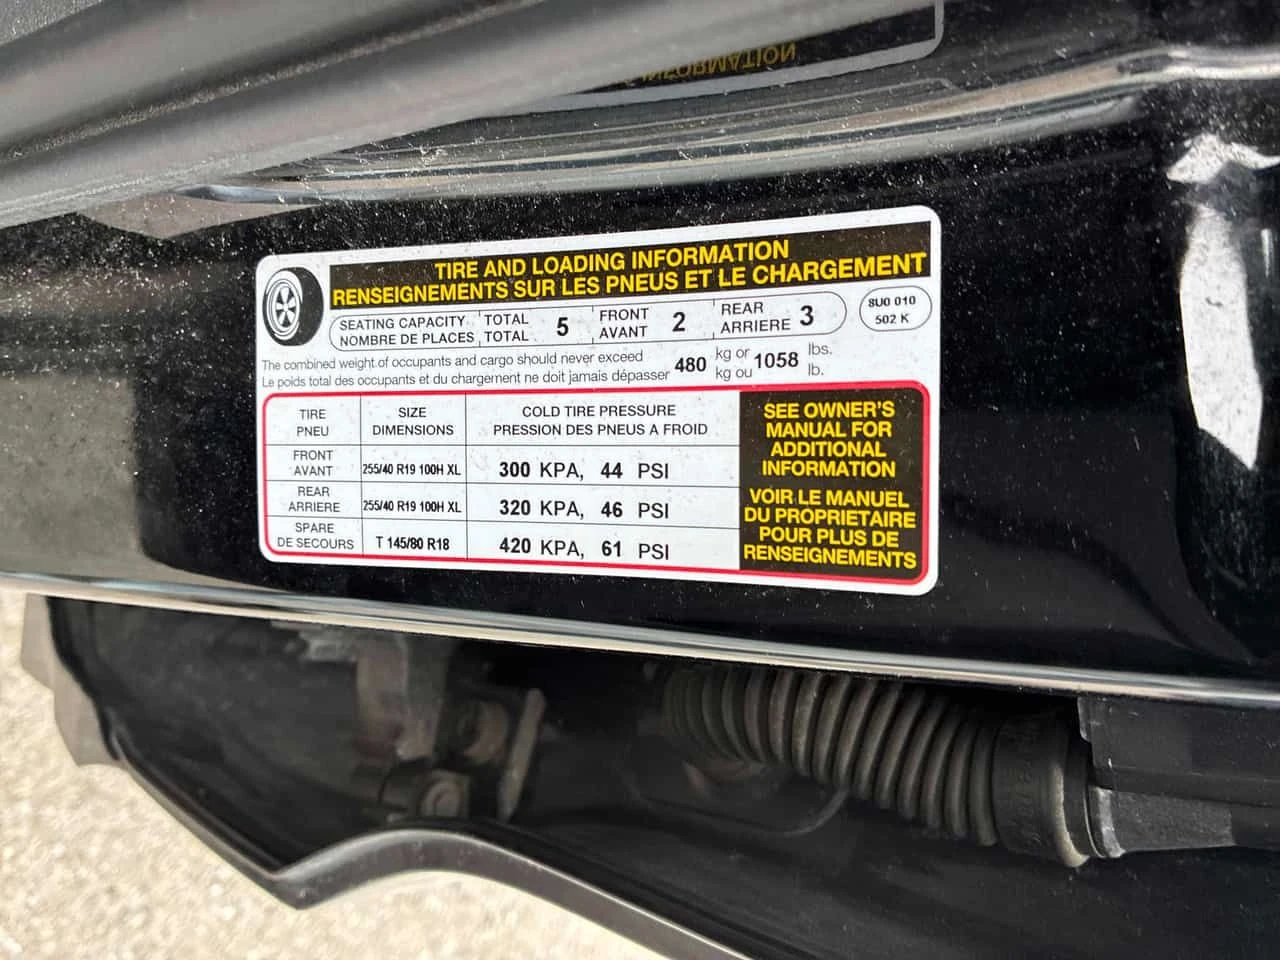 INFORMATION
TIRE AND LOADING INFORMATION
RENSEIGNEMENTS SUR LES PNEUS ET LE CHARGEMENT
SEATING CAPACITY TOTAL 5 FRONT 2 REAR 3
NOMBRE DE PLACES TOTAL AVANT ARRIERE
8U0 010
502 K
The combined weight of occupants and cargo should never exceed 480 kg or 1058 lbs.
Le poids total des occupants et du chargement ne doit jamais dépasser kg ou lb.
TIRE SIZE COLD TIRE PRESSURE
PNEU DIMENSIONS PRESSION DES PNEUS A FROID
FRONT
AVANT 255/40 R19 100H XL 300 KPA, 44 PSI
REAR
ARRIERE 255/40 R19 100H XL 320 KPA, 46 PSI
SPARE
DE SECOURS T 145/80 R18 420 KPA, 61 PSI
SEE OWNER'S
MANUAL FOR
ADDITIONAL
INFORMATION
VOIR LE MANUEL
DU PROPRIETAIRE
POUR PLUS DE
RENSEIGNEMENTS